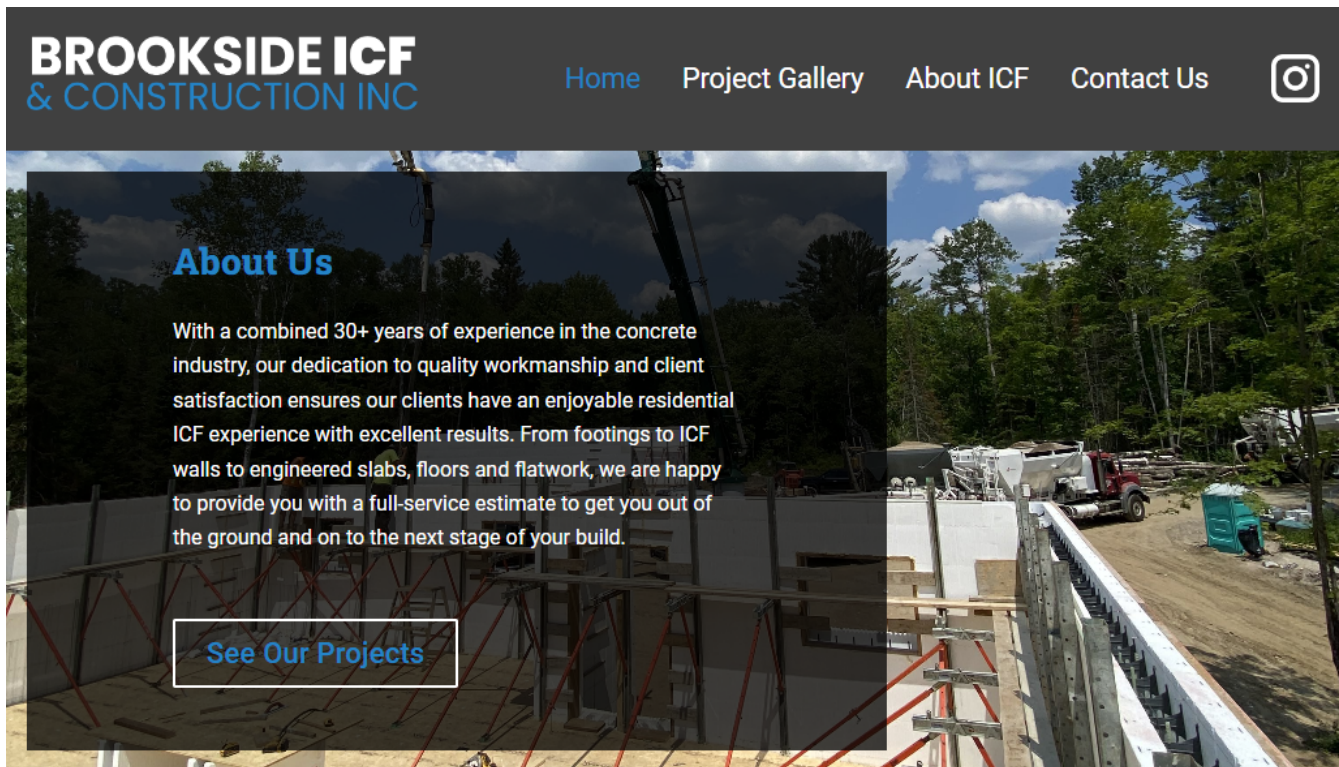 BROOKSIDE ICF
& CONSTRUCTION INC
Home
Project Gallery
About ICF
Contact Us
About Us
With a combined 30+ years of experience in the concrete
industry, our dedication to quality workmanship and client
satisfaction ensures our clients have an enjoyable residential
ICF experience with excellent results. From footings to ICF
walls to engineered slabs, floors and flatwork, we are happy
to provide you with a full-service estimate to get you out of
the ground and on to the next stage of your build.
See Our Projects